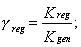 γ_reg = K_reg / K_gen ;